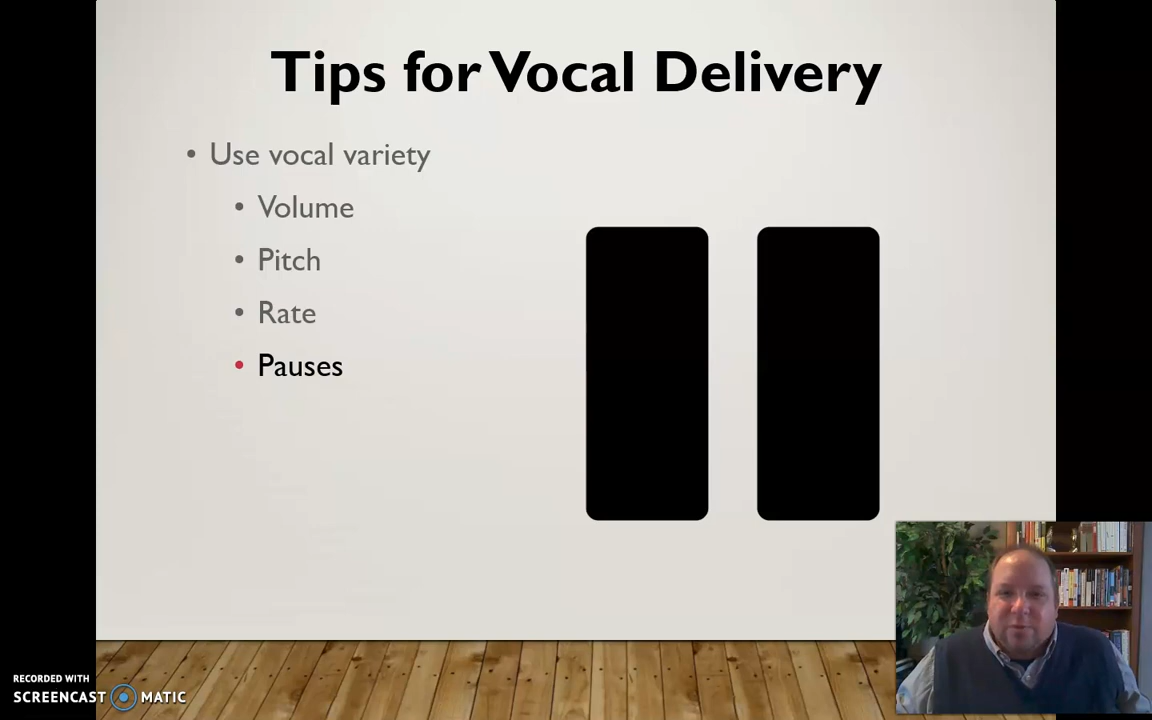 Tips for Vocal Delivery
• Use vocal variety
• Volume
• Pitch
• Rate
• Pauses
RECORDED WITH
SCREENCAST MATIC